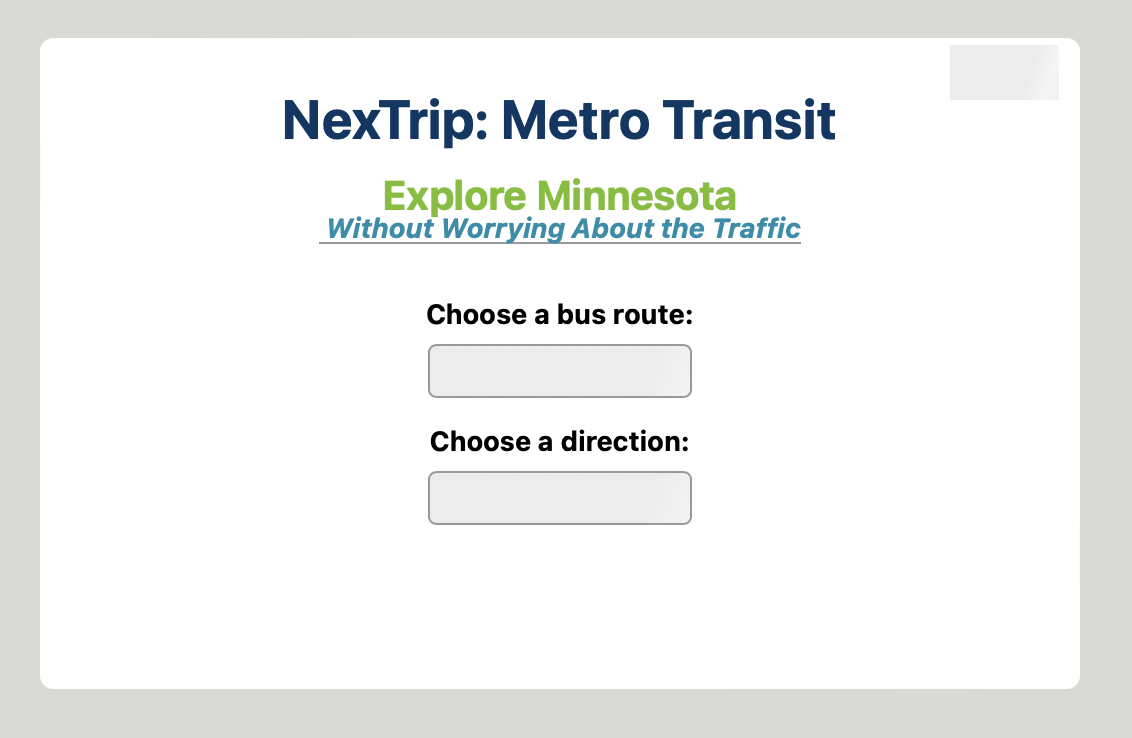 NexTrip: Metro Transit
Explore Minnesota
Without Worrying About the Traffic
Choose a bus route:
Choose a direction: